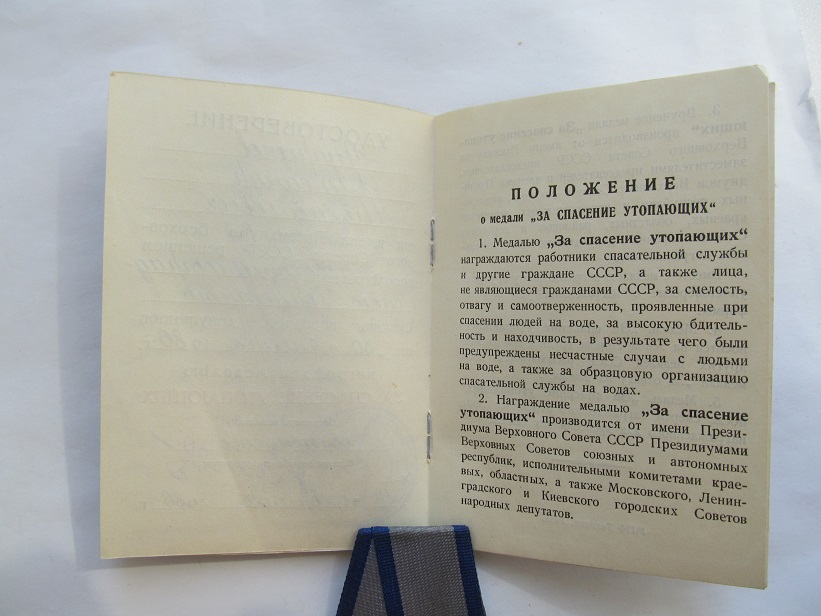 УДОСТОВЕРЕНИЕ
ПОЛОЖЕНИЕ
о медали „ЗА СПАСЕНИЕ УТОПАЮЩИХ“
1. Медалью „За спасение утопающих“
награждаются работники спасательной службы
и другие граждане СССР, а также лица,
не являющиеся гражданами СССР, за смелость,
отвагу и самоотверженность, проявленные при
спасении людей на воде, за высокую бдитель-
ность и находчивость, в результате чего были
предупреждены несчастные случаи с людьми
на воде, а также за образцовую организацию
спасательной службы на водах.
2. Награждение медалью „За спасение
утопающих“ производится от имени Прези-
диума Верховного Совета СССР Президиумами
Верховных Советов союзных и автономных
республик, исполнительными комитетами крае-
вых, областных, а также Московского, Ленин-
градского и Киевского городских Советов
народных депутатов.